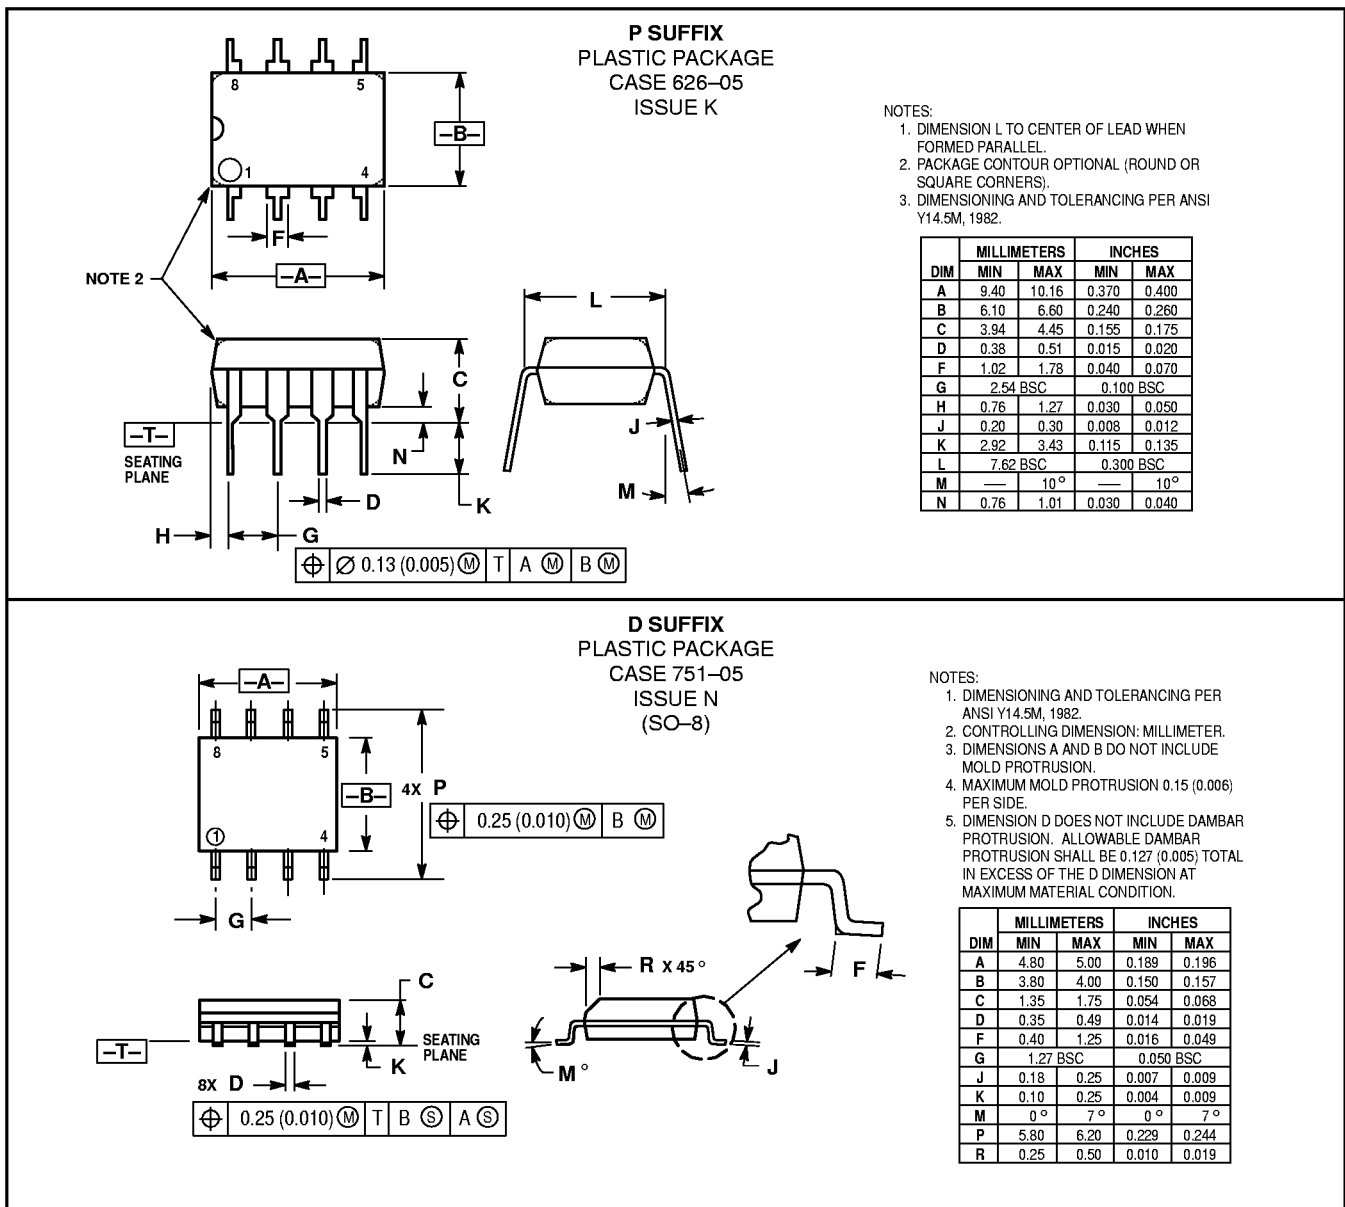 P SUFFIX
PLASTIC PACKAGE
CASE 626–05
ISSUE K
8 5
1 4
–B–
F
–A–
NOTE 2
L
C
–T–
SEATING
PLANE
N
J
D
K
M
H G
⌖ ∅ 0.13 (0.005) Ⓜ T A Ⓜ B Ⓜ
NOTES:
1. DIMENSION L TO CENTER OF LEAD WHEN
FORMED PARALLEL.
2. PACKAGE CONTOUR OPTIONAL (ROUND OR
SQUARE CORNERS).
3. DIMENSIONING AND TOLERANCING PER ANSI
Y14.5M, 1982.
MILLIMETERS INCHES
DIM MIN MAX MIN MAX
A 9.40 10.16 0.370 0.400
B 6.10 6.60 0.240 0.260
C 3.94 4.45 0.155 0.175
D 0.38 0.51 0.015 0.020
F 1.02 1.78 0.040 0.070
G 2.54 BSC 0.100 BSC
H 0.76 1.27 0.030 0.050
J 0.20 0.30 0.008 0.012
K 2.92 3.43 0.115 0.135
L 7.62 BSC 0.300 BSC
M — 10° — 10°
N 0.76 1.01 0.030 0.040
D SUFFIX
PLASTIC PACKAGE
CASE 751–05
ISSUE N
(SO–8)
–A–
8 5
–B–
4X P
① 4
⌖ 0.25 (0.010) Ⓜ B Ⓜ
G
C
R X 45°
F
–T–
K
SEATING
PLANE
M°
J
8X D
⌖ 0.25 (0.010) Ⓜ T B Ⓢ A Ⓢ
NOTES:
1. DIMENSIONING AND TOLERANCING PER
ANSI Y14.5M, 1982.
2. CONTROLLING DIMENSION: MILLIMETER.
3. DIMENSIONS A AND B DO NOT INCLUDE
MOLD PROTRUSION.
4. MAXIMUM MOLD PROTRUSION 0.15 (0.006)
PER SIDE.
5. DIMENSION D DOES NOT INCLUDE DAMBAR
PROTRUSION. ALLOWABLE DAMBAR
PROTRUSION SHALL BE 0.127 (0.005) TOTAL
IN EXCESS OF THE D DIMENSION AT
MAXIMUM MATERIAL CONDITION.
MILLIMETERS INCHES
DIM MIN MAX MIN MAX
A 4.80 5.00 0.189 0.196
B 3.80 4.00 0.150 0.157
C 1.35 1.75 0.054 0.068
D 0.35 0.49 0.014 0.019
F 0.40 1.25 0.016 0.049
G 1.27 BSC 0.050 BSC
J 0.18 0.25 0.007 0.009
K 0.10 0.25 0.004 0.009
M 0° 7° 0° 7°
P 5.80 6.20 0.229 0.244
R 0.25 0.50 0.010 0.019